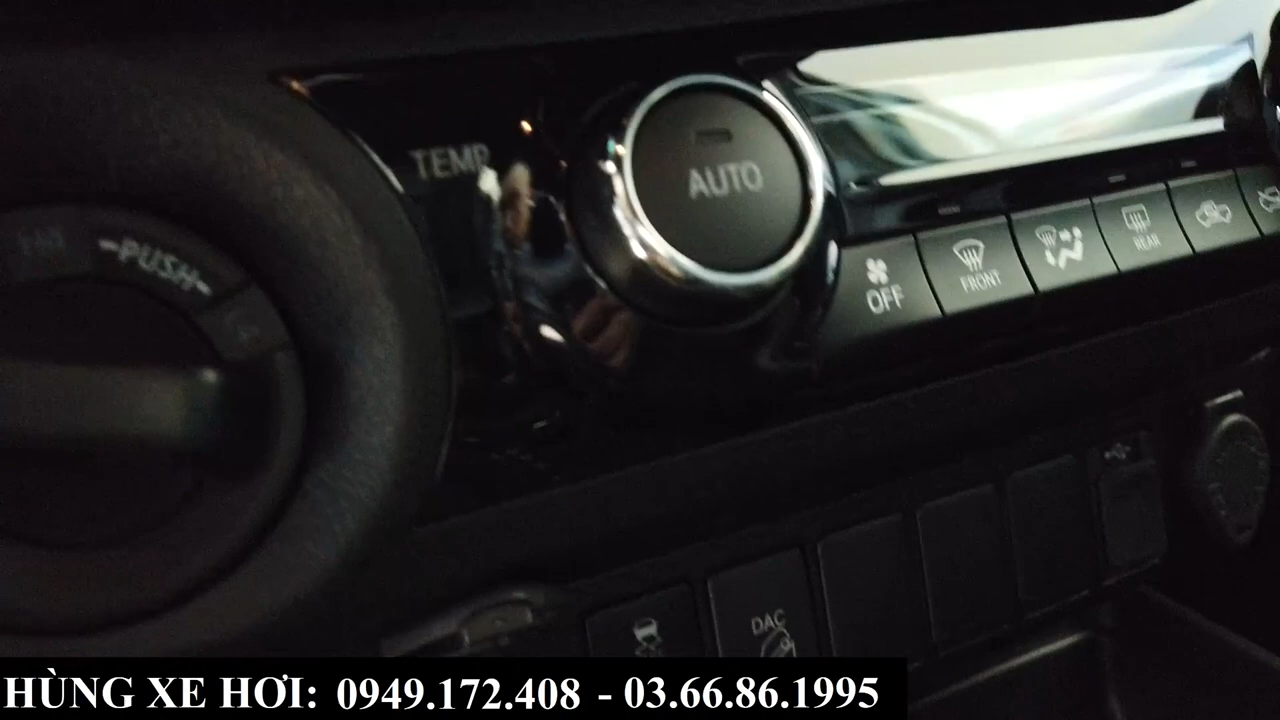 TEMP
AUTO
-PUSH-
OFF
FRONT
REAR
DAC
HÙNG XE HƠI: 0949.172.408 - 03.66.86.1995